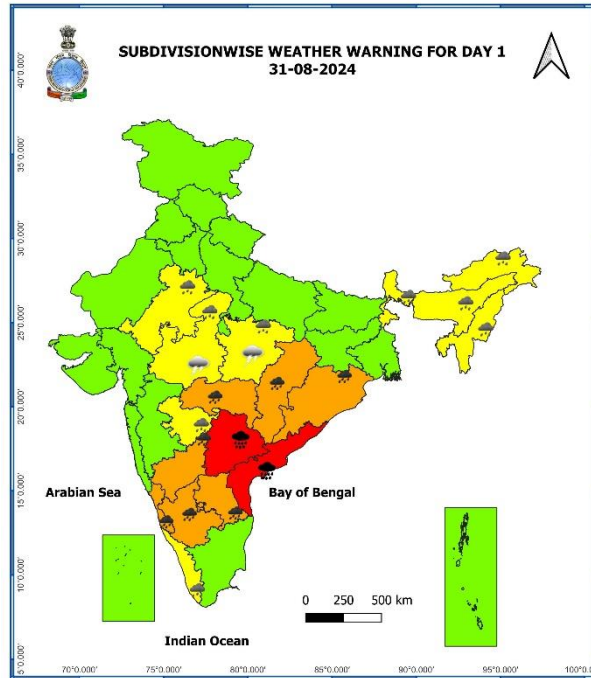 SUBDIVISIONWISE WEATHER WARNING FOR DAY 1
31-08-2024
40°0.000'
35°0.000'
30°0.000'
25°0.000'
20°0.000'
15°0.000'
10°0.000'
5°0.000'
Arabian Sea
Bay of Bengal
0 250 500 km
Indian Ocean
70°0.000' 75°0.000' 80°0.000' 85°0.000' 90°0.000' 95°0.000' 100°0.0